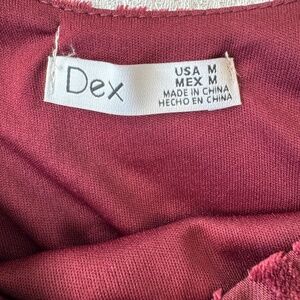 Dex
USA M
MEX M
MADE IN CHINA
HECHO EN CHINA